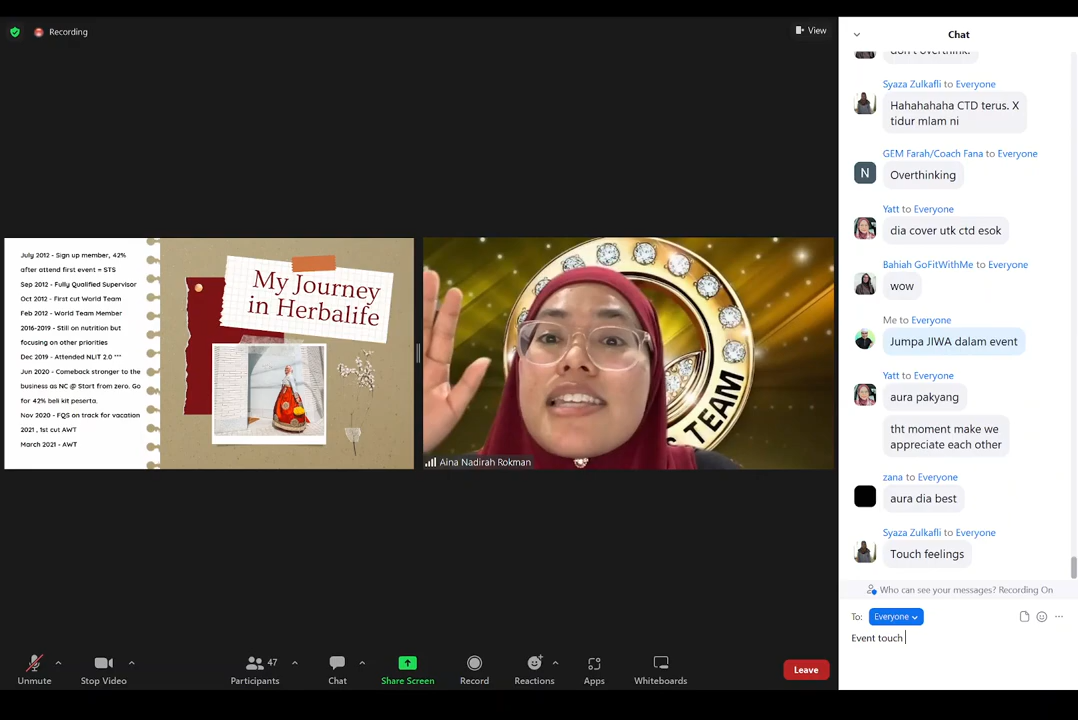 Recording
View
July 2012 - Sign up member, 42%
after attend first event = STS
Sep 2012 - Fully Qualified Supervisor
Oct 2012 - First cut World Team
Feb 2012 - World Team Member
2016-2019 - Still on nutrition but
focusing on other priorities
Dec 2019 - Attended NLIT 2.0 ***
Jun 2020 - Comeback stronger to the
business as NC @ Start from zero. Go
for 42% beli kit peserta.
Nov 2020 - FQS on track for vacation
2021 , 1st cut AWT
March 2021 - AWT
My Journey
in Herbalife
S TEAM
Aina Nadirah Rokman
Chat
don't overthink.
Syaza Zulkafli to Everyone
Hahahahaha CTD terus. X
tidur mlam ni
GEM Farah/Coach Fana to Everyone
N
Overthinking
Yatt to Everyone
dia cover utk ctd esok
Bahiah GoFitWithMe to Everyone
wow
Me to Everyone
Jumpa JIWA dalam event
Yatt to Everyone
aura pakyang
tht moment make we
appreciate each other
zana to Everyone
aura dia best
Syaza Zulkafli to Everyone
Touch feelings
Who can see your messages? Recording On
To: Everyone
Event touch
Unmute
Stop Video
47
Participants
Chat
Share Screen
Record
Reactions
Apps
Whiteboards
Leave